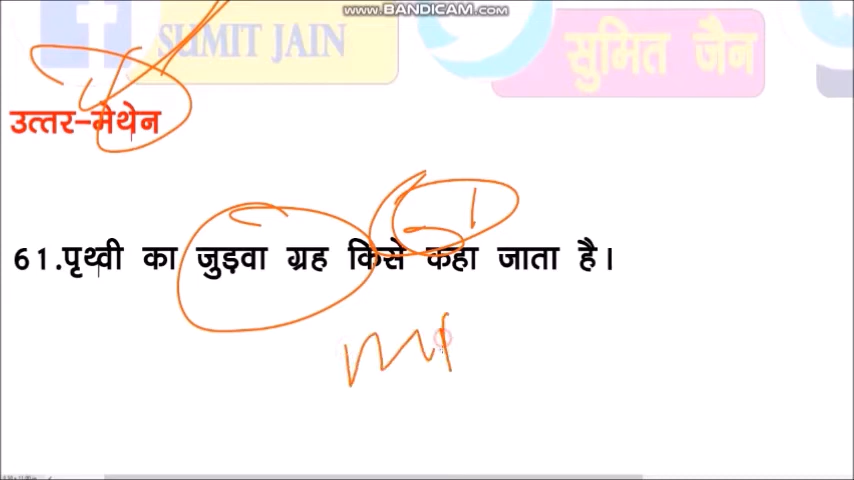 WWW.BANDICAM.COM
SUMIT JAIN
सुमित जैन
उत्तर-मेथेन
61.पृथ्वी का जुड़वा ग्रह किसे कहा जाता है।